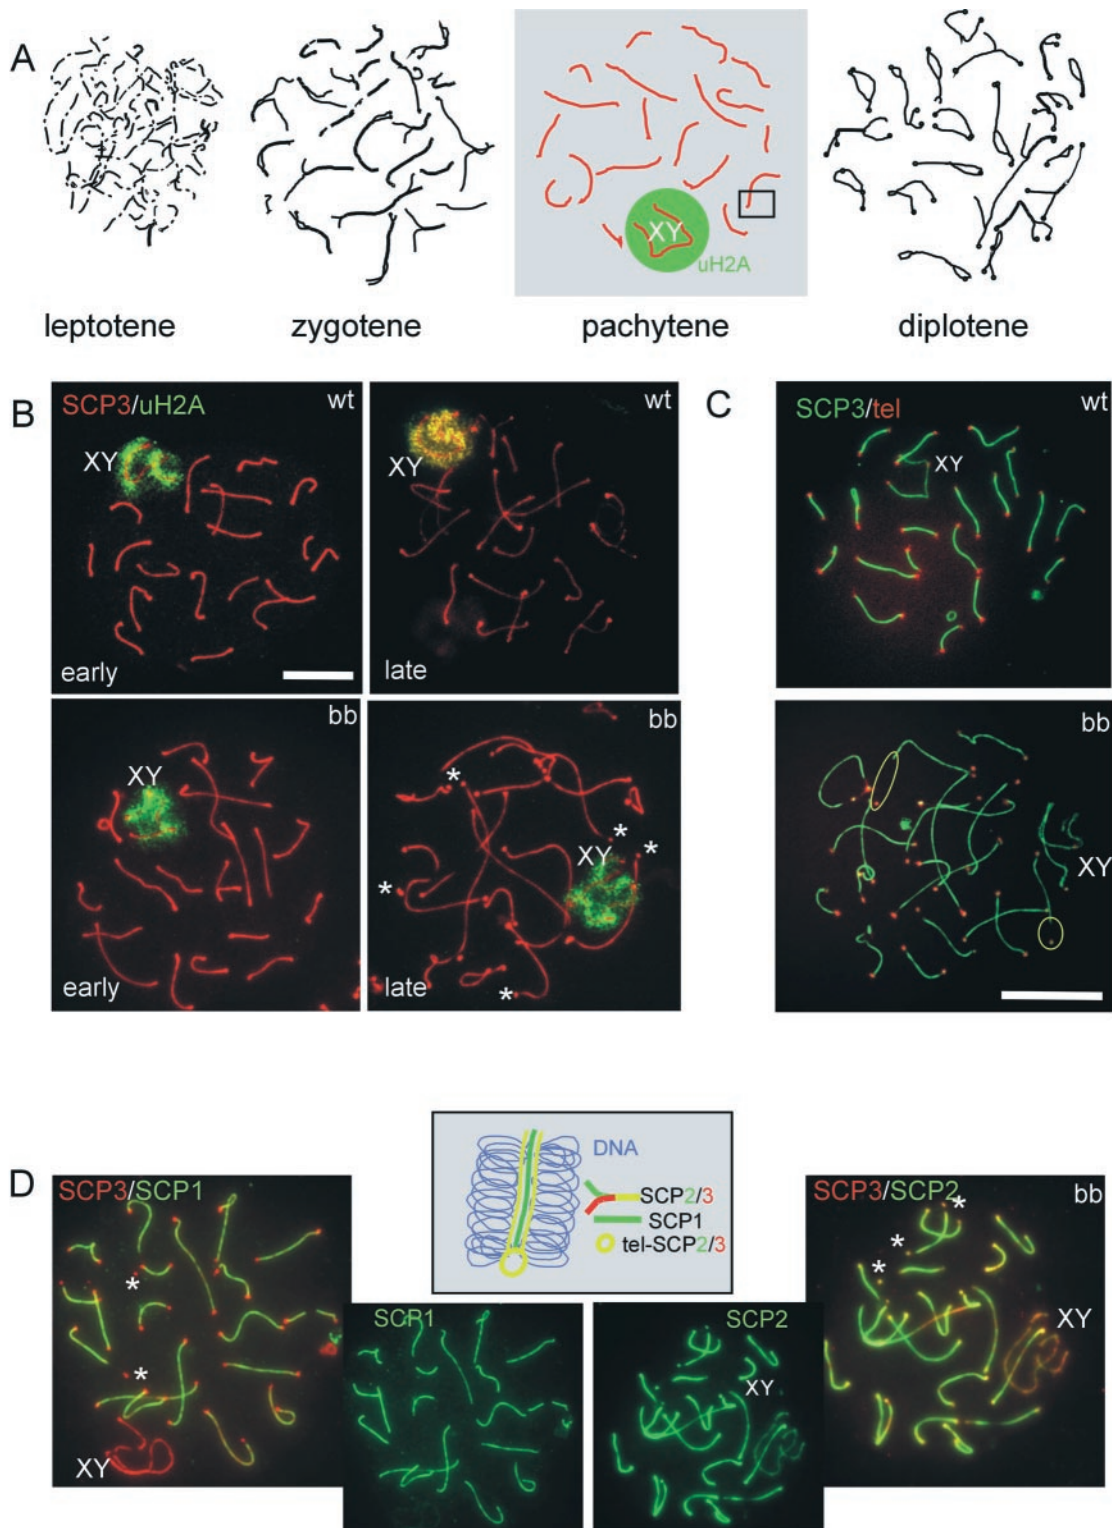 A
XY
uH2A
leptotene
zygotene
pachytene
diplotene
B
SCP3/uH2A
wt
XY
early
wt
XY
late
C
SCP3/tel
wt
XY
bb
XY
early
bb
*
XY
*
*
*
*
late
bb
XY
D
SCP3/SCP1
*
*
XY
DNA
SCP2/3
SCP1
tel-SCP2/3
SCP1
SCP2
XY
SCP3/SCP2
bb
*
*
*
XY